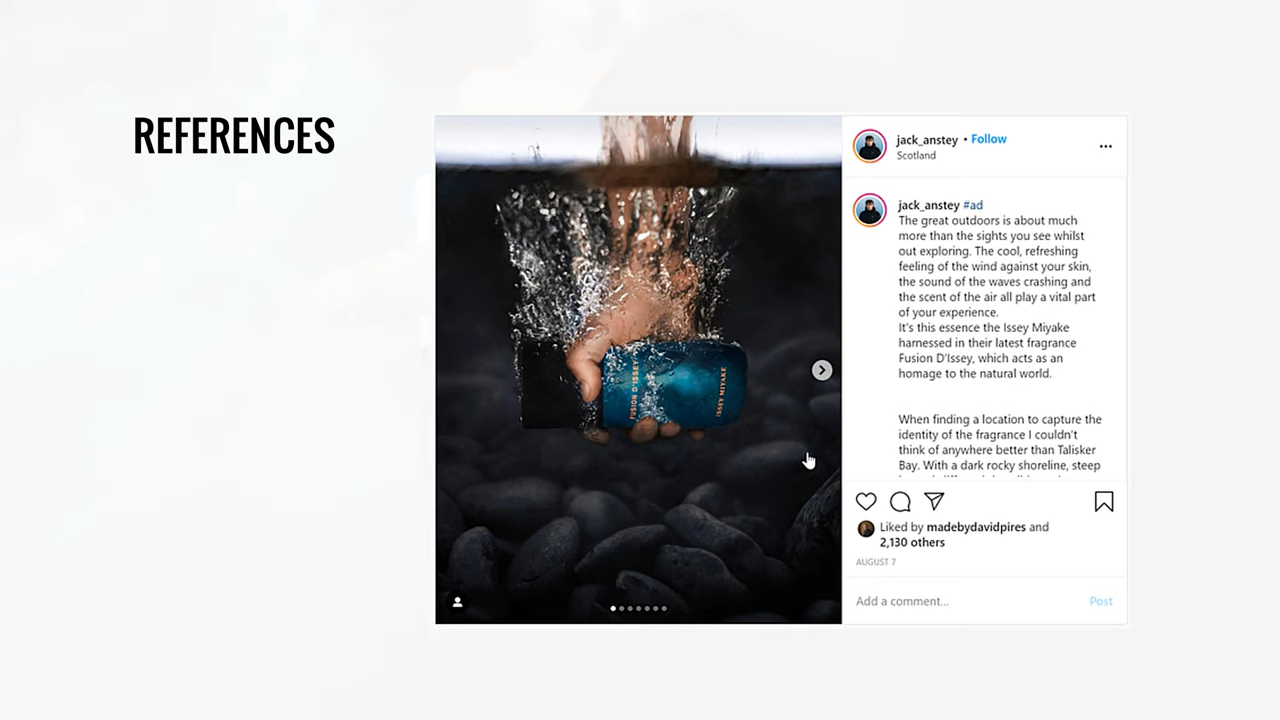 REFERENCES
FUSION D'ISSEY
ISSEY MIYAKE
jack_anstey • Follow
Scotland
jack_anstey #ad
The great outdoors is about much
more than the sights you see whilst
out exploring. The cool, refreshing
feeling of the wind against your skin,
the sound of the waves crashing and
the scent of the air all play a vital part
of your experience.
It's this essence the Issey Miyake
harnessed in their latest fragrance
Fusion D'Issey, which acts as an
homage to the natural world.
When finding a location to capture the
identity of the fragrance I couldn't
think of anywhere better than Talisker
Bay. With a dark rocky shoreline, steep
Liked by madebydavidpires and
2,130 others
AUGUST 7
Add a comment... Post